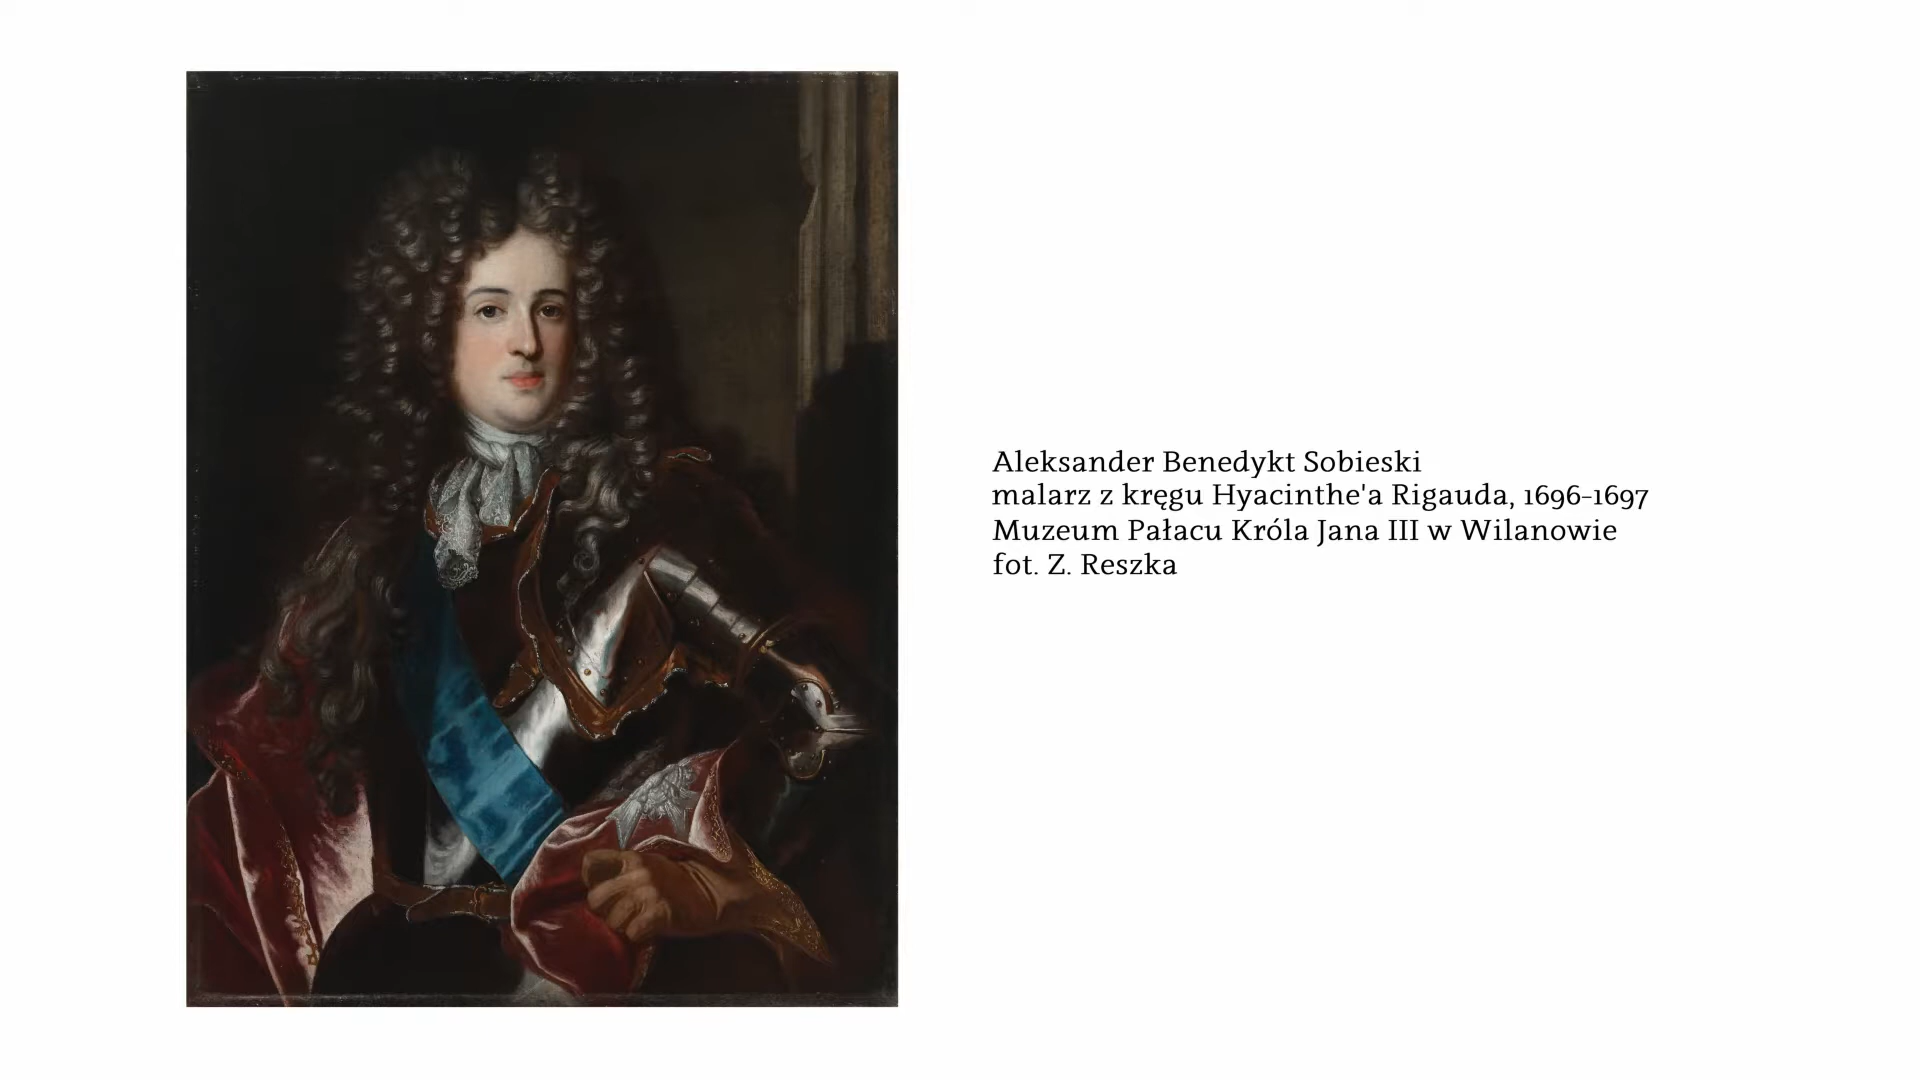 Aleksander Benedykt Sobieski
malarz z kręgu Hyacinthe'a Rigauda, 1696-1697
Muzeum Pałacu Króla Jana III w Wilanowie
fot. Z. Reszka